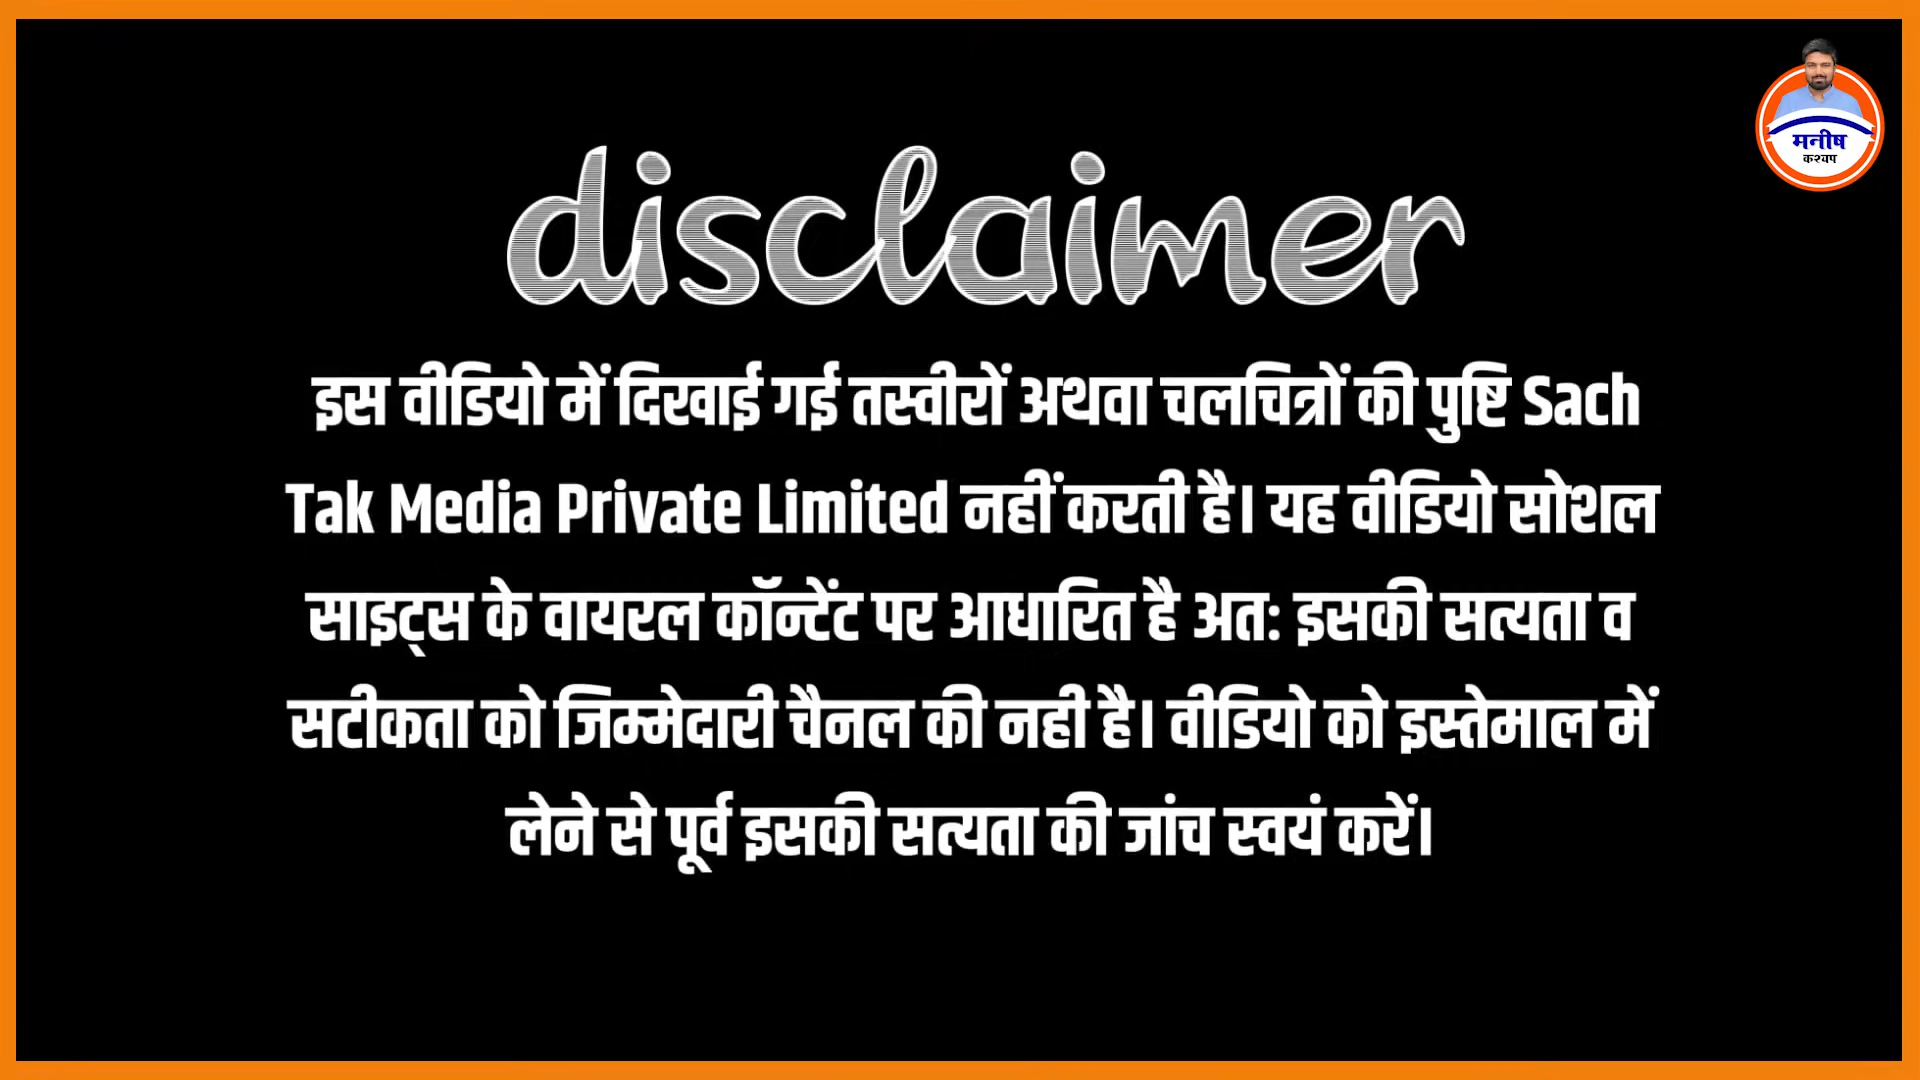 मनीष
कश्यप
disclaimer
इस वीडियो में दिखाई गई तस्वीरों अथवा चलचित्रों की पुष्टि Sach
Tak Media Private Limited नहीं करती है। यह वीडियो सोशल
साइट्स के वायरल कॉन्टेंट पर आधारित है अत: इसकी सत्यता व
सटीकता को जिम्मेदारी चैनल की नही है। वीडियो को इस्तेमाल में
लेने से पूर्व इसकी सत्यता की जांच स्वयं करें।